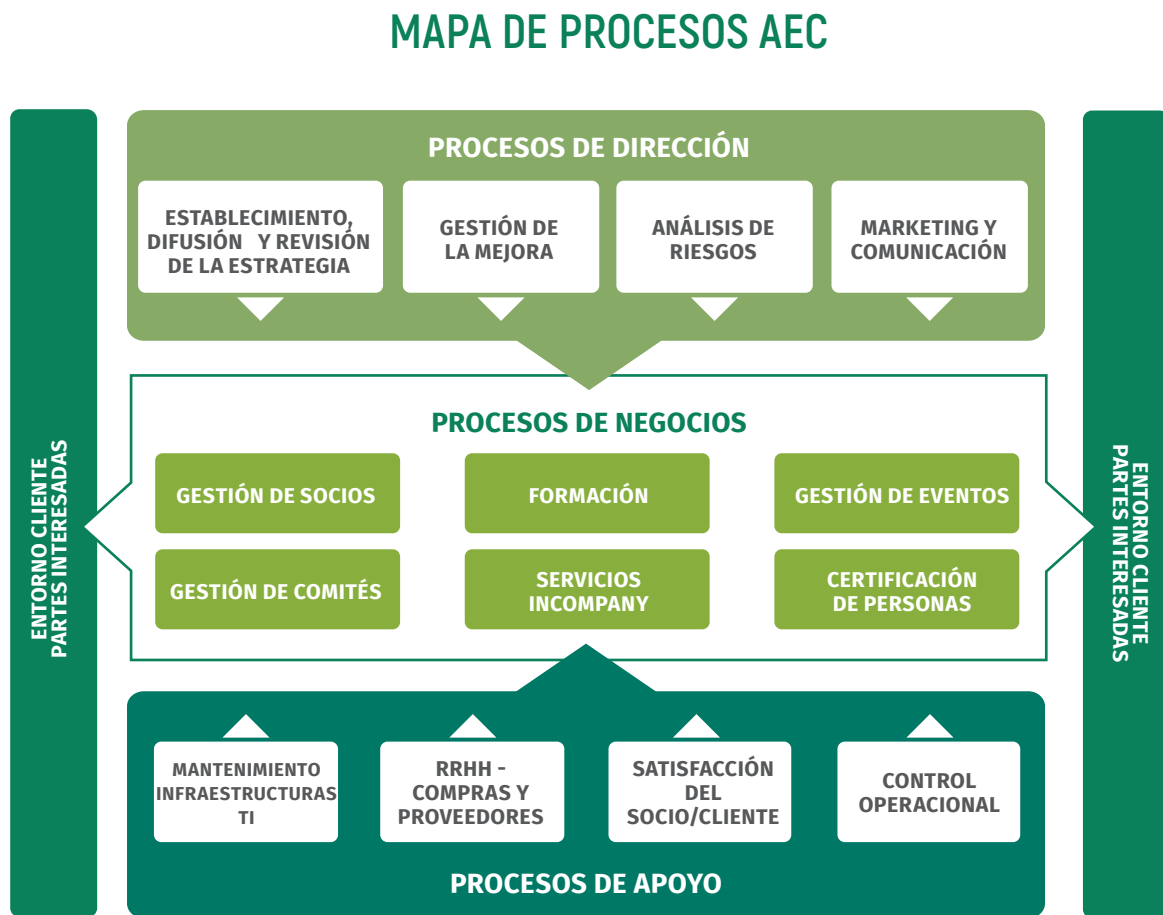 MAPA DE PROCESOS AEC
PROCESOS DE DIRECCIÓN
ESTABLECIMIENTO,
DIFUSIÓN Y REVISIÓN
DE LA ESTRATEGIA
GESTIÓN DE
LA MEJORA
ANÁLISIS DE
RIESGOS
MARKETING Y
COMUNICACIÓN
ENTORNO CLIENTE
PARTES INTERESADAS
PROCESOS DE NEGOCIOS
GESTIÓN DE SOCIOS
FORMACIÓN
GESTIÓN DE EVENTOS
GESTIÓN DE COMITÉS
SERVICIOS
INCOMPANY
CERTIFICACIÓN
DE PERSONAS
ENTORNO CLIENTE
PARTES INTERESADAS
MANTENIMIENTO
INFRAESTRUCTURAS
TI
RRHH -
COMPRAS Y
PROVEEDORES
SATISFACCIÓN
DEL
SOCIO/CLIENTE
CONTROL
OPERACIONAL
PROCESOS DE APOYO